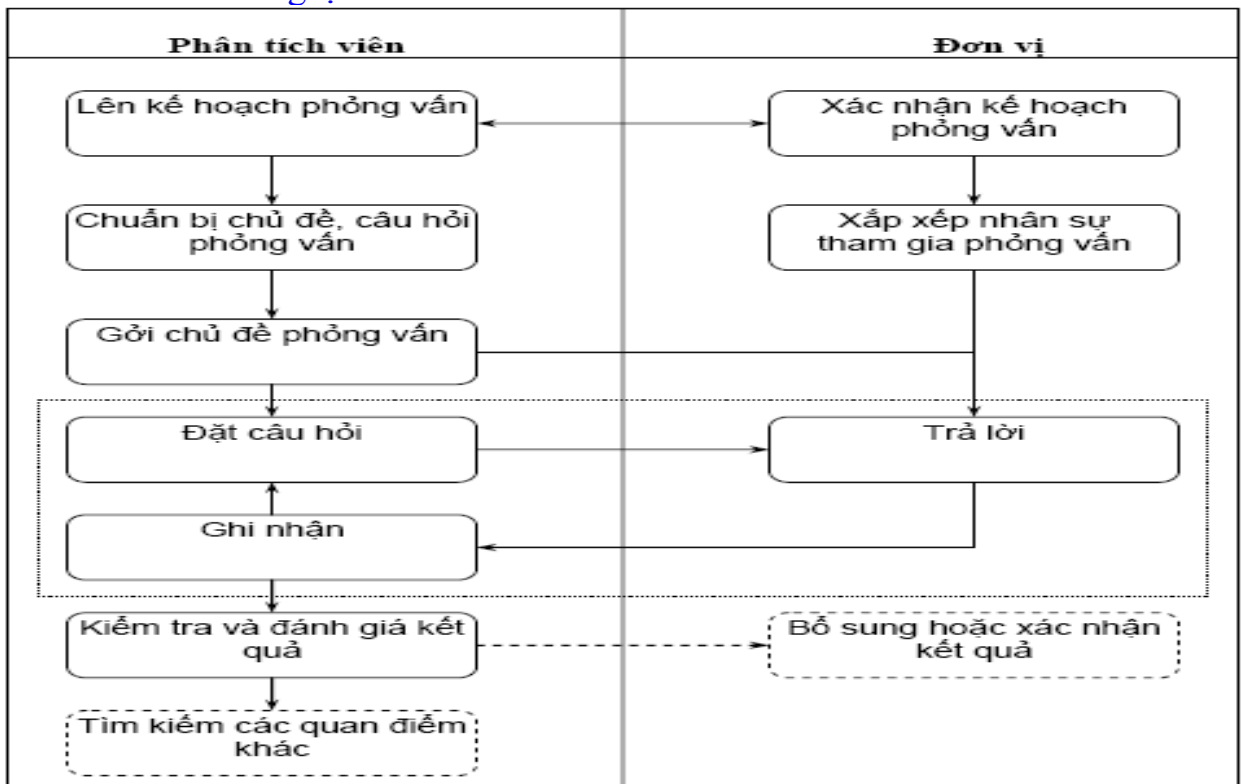 Phân tích viên
Đơn vị
Lên kế hoạch phỏng vấn
Xác nhận kế hoạch
phỏng vấn
Chuẩn bị chủ đề, câu hỏi
phỏng vấn
Xắp xếp nhân sự
tham gia phỏng vấn
Gởi chủ đề phỏng vấn
Đặt câu hỏi
Trả lời
Ghi nhận
Kiểm tra và đánh giá kết
quả
Bổ sung hoặc xác nhận
kết quả
Tìm kiếm các quan điểm
khác